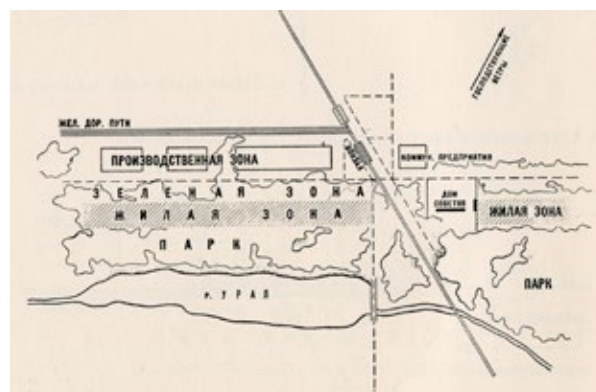 ГОСПОДСТВУЮЩИЕ
ВЕТРЫ
ЖЕЛ. ДОР. ПУТИ
ВОКЗАЛ
ПРОИЗВОДСТВЕННАЯ ЗОНА
КОММУН. ПРЕДПРИЯТИЯ
ЗЕЛЕНАЯ ЗОНА
ДОМ
СОВЕТОВ
ЖИЛАЯ ЗОНА
ЖИЛАЯ ЗОНА
ПАРК
ПАРК
р. УРАЛ